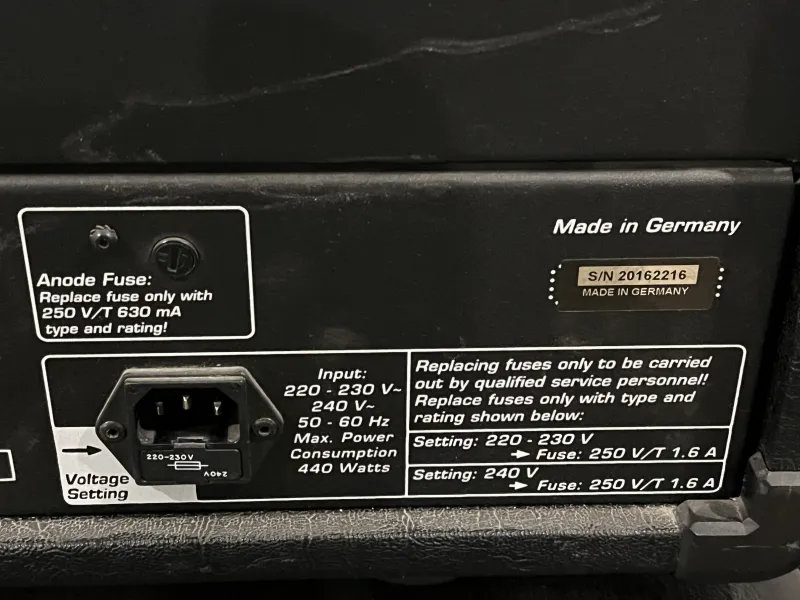 Made in Germany
S/N 20162216
MADE IN GERMANY
Anode Fuse:
Replace fuse only with
250 V/T 630 mA
type and rating!
Input:
220 - 230 V~
240 V~
50 - 60 Hz
Max. Power
Consumption
440 Watts
Replacing fuses only to be carried
out by qualified service personnel!
Replace fuses only with type and
rating shown below:
Setting: 220 - 230 V
→ Fuse: 250 V/T 1.6 A
Setting: 240 V
→ Fuse: 250 V/T 1.6 A
220-230V
240V
Voltage
Setting